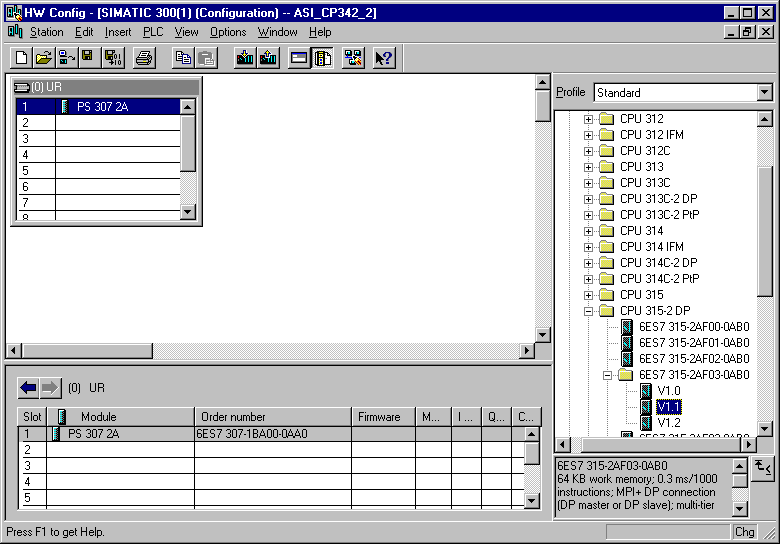 HW Config - [SIMATIC 300(1) (Configuration) -- ASI_CP342_2]
Station Edit Insert PLC View Options Window Help
(0) UR
1 PS 307 2A
2
3
4
5
6
7
8
Profile Standard
CPU 312
CPU 312 IFM
CPU 312C
CPU 313
CPU 313C
CPU 313C-2 DP
CPU 313C-2 PtP
CPU 314
CPU 314 IFM
CPU 314C-2 DP
CPU 314C-2 PtP
CPU 315
CPU 315-2 DP
6ES7 315-2AF00-0AB0
6ES7 315-2AF01-0AB0
6ES7 315-2AF02-0AB0
6ES7 315-2AF03-0AB0
V1.0
V1.1
V1.2
(0) UR
Slot Module Order number Firmware M... I ... Q... C...
1 PS 307 2A 6ES7 307-1BA00-0AA0
2
3
4
5
6ES7 315-2AF03-0AB0
64 KB work memory; 0.3 ms/1000
instructions; MPI+ DP connection
(DP master or DP slave); multi-tier
Press F1 to get Help.
Chg